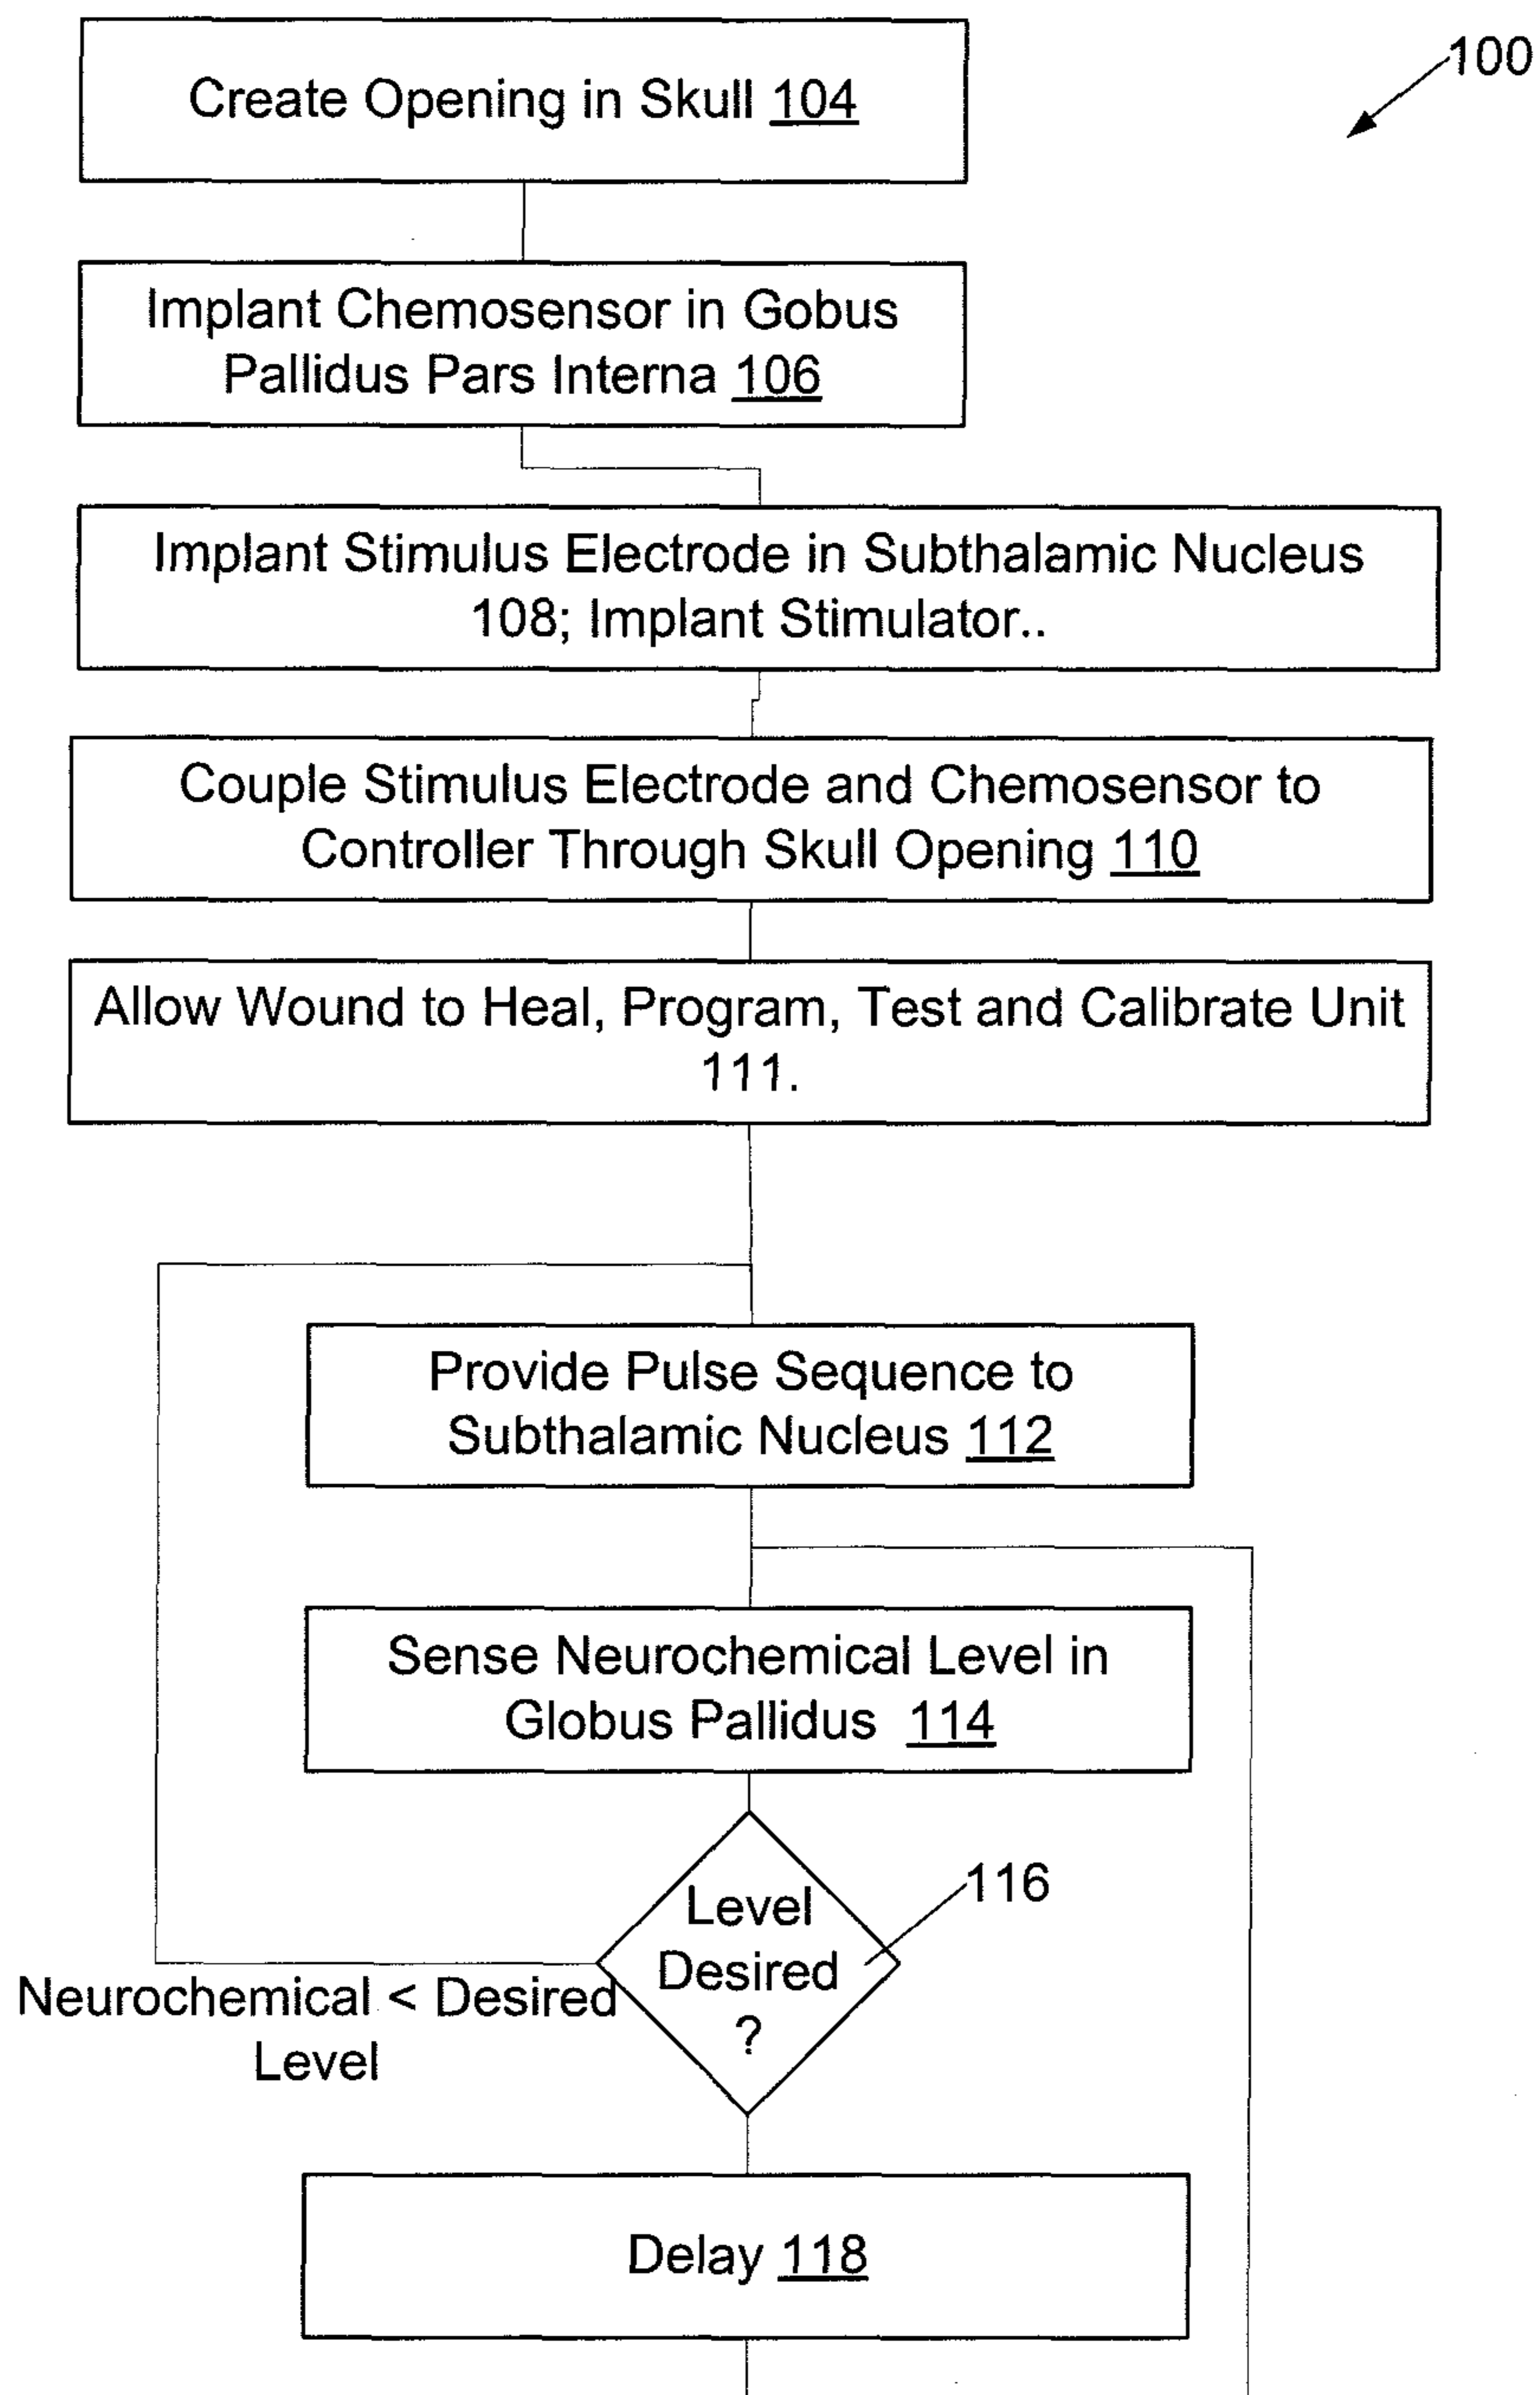 100
Create Opening in Skull 104
Implant Chemosensor in Gobus
Pallidus Pars Interna 106
Implant Stimulus Electrode in Subthalamic Nucleus
108; Implant Stimulator..
Couple Stimulus Electrode and Chemosensor to
Controller Through Skull Opening 110
Allow Wound to Heal, Program, Test and Calibrate Unit
111.
Provide Pulse Sequence to
Subthalamic Nucleus 112
Sense Neurochemical Level in
Globus Pallidus 114
116
Level
Desired
?
Neurochemical < Desired
Level
Delay 118